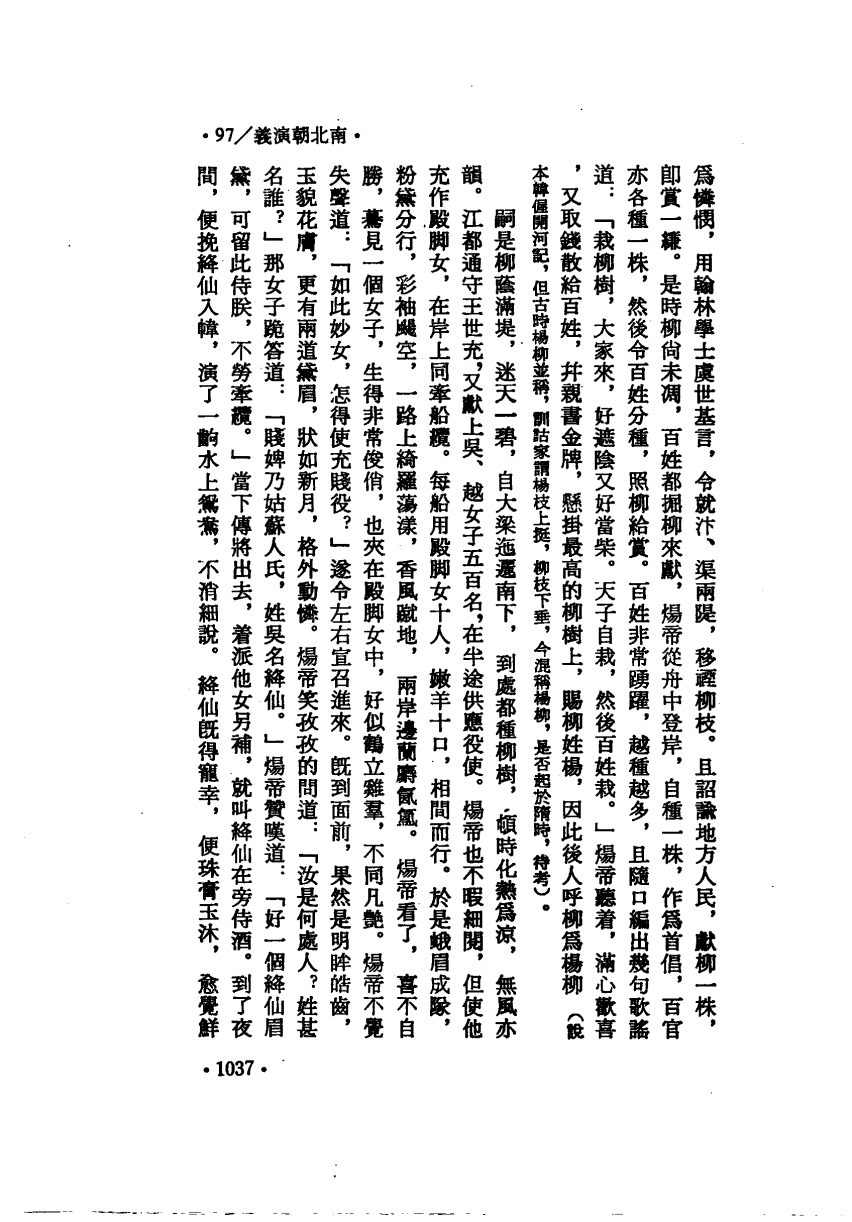 •97/義演朝北南•
爲憐憫，用翰林學士虞世基言，令就汴、渠兩隄，移種柳枝。且詔諭地方人民，獻柳一株，
卽賞一縑。是時柳尙未凋，百姓都掘柳來獻，煬帝從舟中登岸，自種一株，作爲首倡，百官
亦各種一株，然後令百姓分種，照柳給賞。百姓非常踴躍，越種越多，且隨口編出幾句歌謠
道：「栽柳樹，大家來，好遮陰又好當柴。天子自栽，然後百姓栽。」煬帝聽着，滿心歡喜
，又取錢散給百姓，幷親書金牌，懸掛最高的柳樹上，賜柳姓楊，因此後人呼柳爲楊柳（說
本韓偓開河記，但古時楊柳並稱，訓詁家謂楊枝上挺，柳枝下垂，今混稱楊柳，是否起於隋時，待考）。
嗣是柳蔭滿堤，迷天一碧，自大梁迤邐南下，到處都種柳樹，頓時化熱爲涼，無風亦
韻。江都通守王世充，又獻上吳、越女子五百名，在半途供應役使。煬帝也不暇細閱，但使他
充作殿脚女，在岸上同牽船纜。每船用殿脚女十人，嫩羊十口，相間而行。於是蛾眉成隊，
粉黛分行，彩袖飃空，一路上綺羅蕩漾，香風蹴地，兩岸邊蘭麝氤氳。煬帝看了，喜不自
勝，驀見一個女子，生得非常俊俏，也夾在殿脚女中，好似鶴立雞羣，不同凡艷。煬帝不覺
失聲道：「如此妙女，怎得使充賤役？」遂令左右宣召進來。旣到面前，果然是明眸皓齒，
玉貌花膚，更有兩道黛眉，狀如新月，格外動憐。煬帝笑孜孜的問道：「汝是何處人？姓甚
名誰？」那女子跪答道：「賤婢乃姑蘇人氏，姓吳名絳仙。」煬帝贊嘆道：「好一個絳仙眉
黛，可留此侍朕，不勞牽纜。」當下傳將出去，着派他女另補，就叫絳仙在旁侍酒。到了夜
間，便挽絳仙入幃，演了一齣水上鴛鴦，不消細說。絳仙旣得寵幸，便珠膏玉沐，愈覺鮮
•1037•